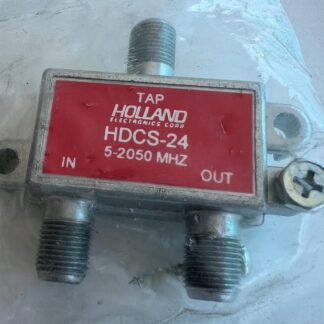 TAP
HOLLAND
ELECTRONICS CORP
HDCS-24
5-2050 MHZ
IN
OUT